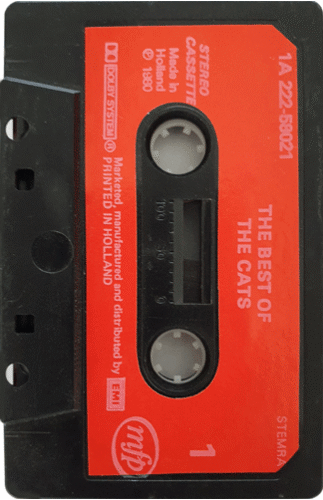 1A 222-58021
STEREO
CASSETTE
Made in
Holland
℗ 1980
DOLBY SYSTEM ®
THE BEST OF
THE CATS
100 50 0
Marketed, manufactured and distributed by EMI
PRINTED IN HOLLAND
STEMRA
1
mfp